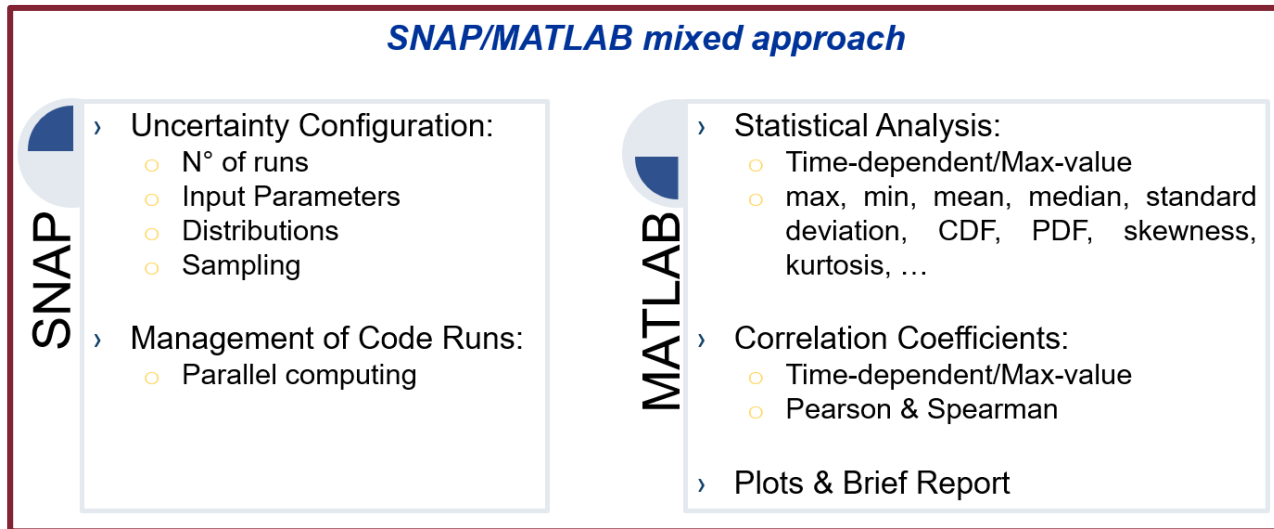 SNAP/MATLAB mixed approach
SNAP
› Uncertainty Configuration:
o N° of runs
o Input Parameters
o Distributions
o Sampling
› Management of Code Runs:
o Parallel computing
MATLAB
› Statistical Analysis:
o Time-dependent/Max-value
o max, min, mean, median, standard
deviation, CDF, PDF, skewness,
kurtosis, …
› Correlation Coefficients:
o Time-dependent/Max-value
o Pearson & Spearman
› Plots & Brief Report